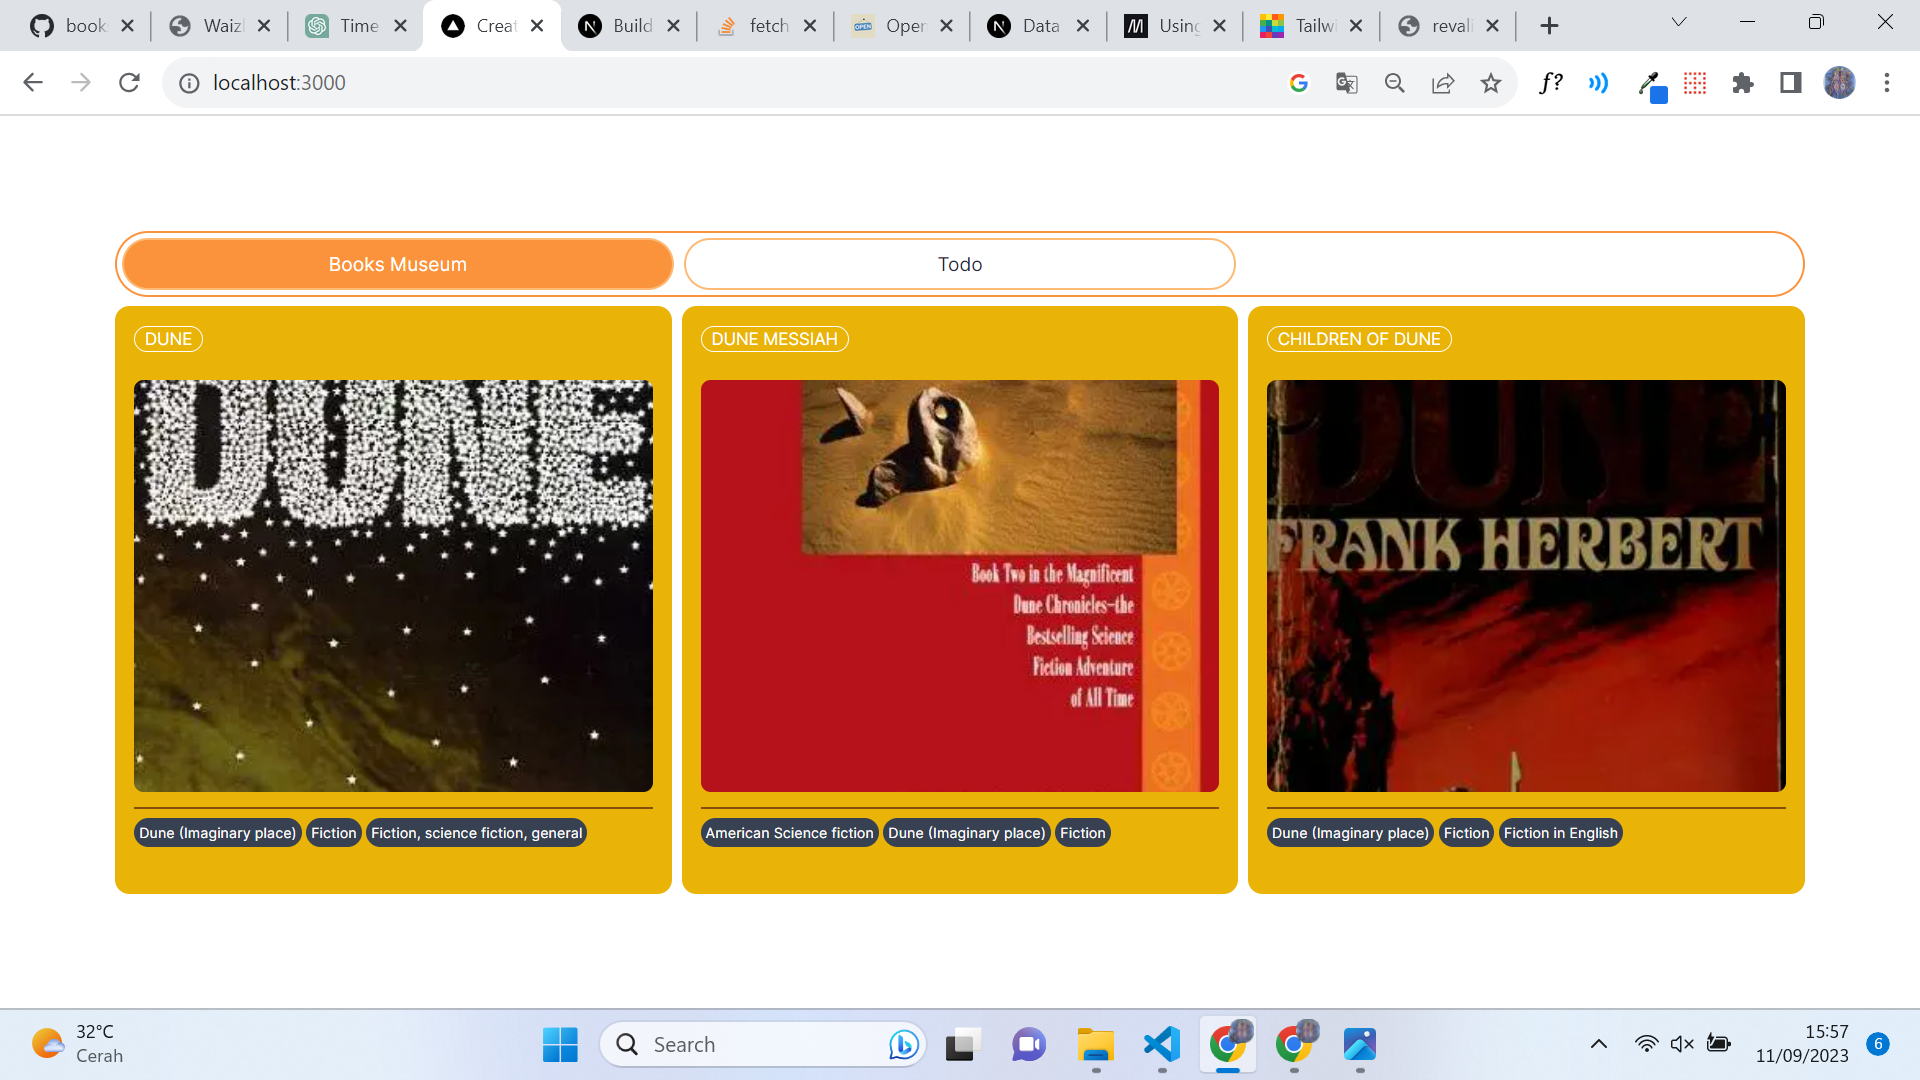 book
Waiz
Time
Creat
Build
fetch
Open
Data
Using
Tailwi
revali
localhost:3000
f?
Books Museum
Todo
DUNE
DUNE MESSIAH
CHILDREN OF DUNE
DUNE
Book Two in the Magnificent
Dune Chronicles—the
Bestselling Science
Fiction Adventure
of All Time
DUNE
FRANK HERBERT
Dune (Imaginary place)
Fiction
Fiction, science fiction, general
American Science fiction
Dune (Imaginary place)
Fiction
Dune (Imaginary place)
Fiction
Fiction in English
32°C
Cerah
Search
15:57
11/09/2023
6